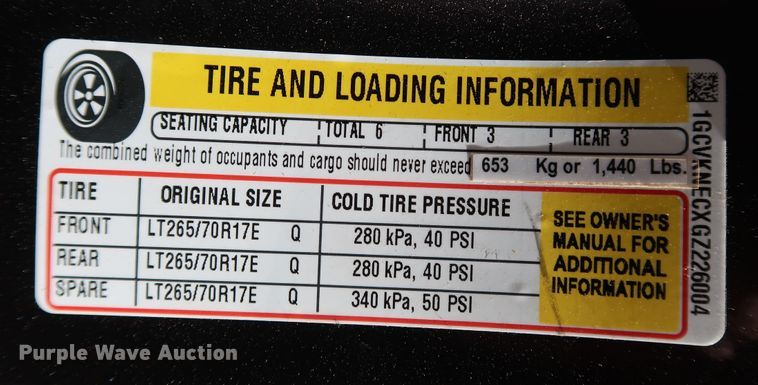 TIRE AND LOADING INFORMATION
SEATING CAPACITY TOTAL 6 FRONT 3 REAR 3
The combined weight of occupants and cargo should never exceed 653 Kg or 1,440 Lbs.
TIRE ORIGINAL SIZE COLD TIRE PRESSURE
FRONT LT265/70R17E Q 280 kPa, 40 PSI
REAR LT265/70R17E Q 280 kPa, 40 PSI
SPARE LT265/70R17E Q 340 kPa, 50 PSI
SEE OWNER'S
MANUAL FOR
ADDITIONAL
INFORMATION
1GCVKNECXGZ226004
Purple Wave Auction